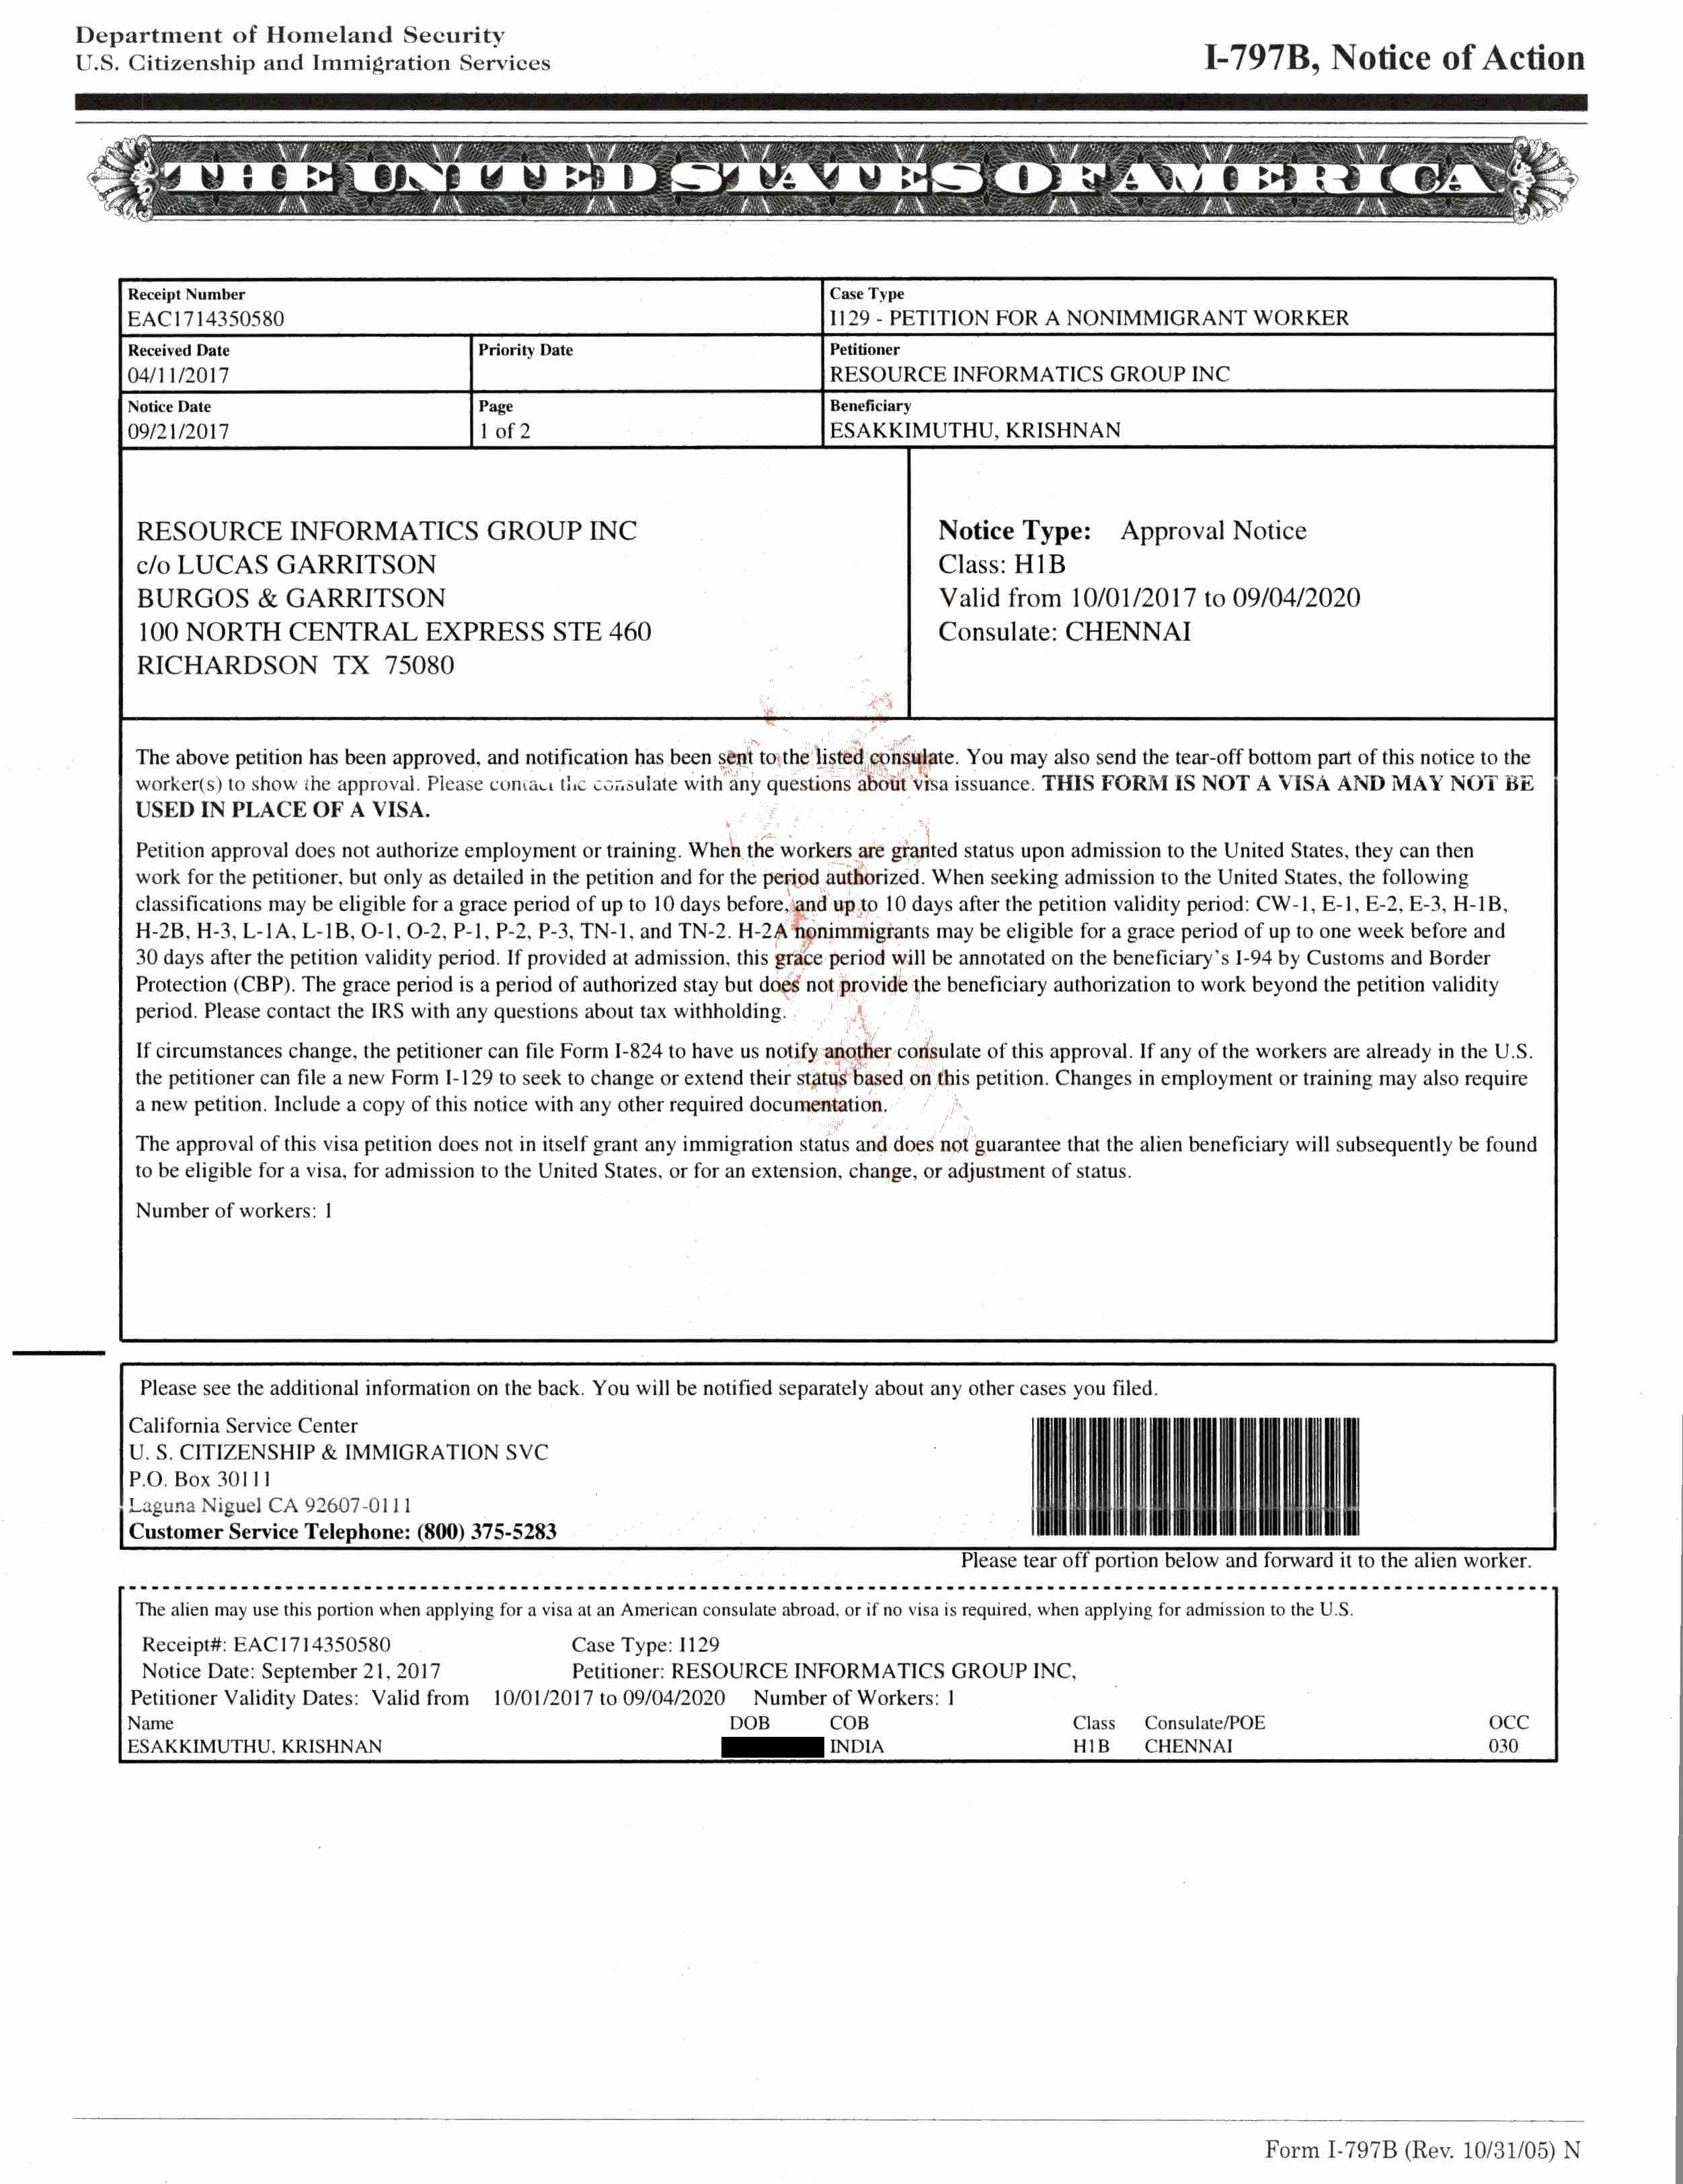 Department of Homeland Security
U.S. Citizenship and Immigration Services
I-797B, Notice of Action
THE UNITED STATES OF AMERICA
Receipt Number
EAC1714350580
Case Type
I129 - PETITION FOR A NONIMMIGRANT WORKER
Received Date
04/11/2017
Priority Date
Petitioner
RESOURCE INFORMATICS GROUP INC
Notice Date
09/21/2017
Page
1 of 2
Beneficiary
ESAKKIMUTHU, KRISHNAN
RESOURCE INFORMATICS GROUP INC
c/o LUCAS GARRITSON
BURGOS & GARRITSON
100 NORTH CENTRAL EXPRESS STE 460
RICHARDSON TX 75080
Notice Type: Approval Notice
Class: H1B
Valid from 10/01/2017 to 09/04/2020
Consulate: CHENNAI
The above petition has been approved, and notification has been sent to the listed consulate. You may also send the tear-off bottom part of this notice to the
worker(s) to show the approval. Please contact the consulate with any questions about visa issuance. THIS FORM IS NOT A VISA AND MAY NOT BE
USED IN PLACE OF A VISA.
Petition approval does not authorize employment or training. When the workers are granted status upon admission to the United States, they can then
work for the petitioner, but only as detailed in the petition and for the period authorized. When seeking admission to the United States, the following
classifications may be eligible for a grace period of up to 10 days before, and up to 10 days after the petition validity period: CW-1, E-1, E-2, E-3, H-1B,
H-2B, H-3, L-1A, L-1B, O-1, O-2, P-1, P-2, P-3, TN-1, and TN-2. H-2A nonimmigrants may be eligible for a grace period of up to one week before and
30 days after the petition validity period. If provided at admission, this grace period will be annotated on the beneficiary's I-94 by Customs and Border
Protection (CBP). The grace period is a period of authorized stay but does not provide the beneficiary authorization to work beyond the petition validity
period. Please contact the IRS with any questions about tax withholding.
If circumstances change, the petitioner can file Form I-824 to have us notify another consulate of this approval. If any of the workers are already in the U.S.
the petitioner can file a new Form I-129 to seek to change or extend their status based on this petition. Changes in employment or training may also require
a new petition. Include a copy of this notice with any other required documentation.
The approval of this visa petition does not in itself grant any immigration status and does not guarantee that the alien beneficiary will subsequently be found
to be eligible for a visa, for admission to the United States, or for an extension, change, or adjustment of status.
Number of workers: 1
Please see the additional information on the back. You will be notified separately about any other cases you filed.
California Service Center
U. S. CITIZENSHIP & IMMIGRATION SVC
P.O. Box 30111
Laguna Niguel CA 92607-0111
Customer Service Telephone: (800) 375-5283
Please tear off portion below and forward it to the alien worker.
The alien may use this portion when applying for a visa at an American consulate abroad, or if no visa is required, when applying for admission to the U.S.
Receipt#: EAC1714350580 Case Type: I129
Notice Date: September 21, 2017 Petitioner: RESOURCE INFORMATICS GROUP INC,
Petitioner Validity Dates: Valid from 10/01/2017 to 09/04/2020 Number of Workers: 1
Name DOB COB Class Consulate/POE OCC
ESAKKIMUTHU, KRISHNAN INDIA H1B CHENNAI 030
Form I-797B (Rev. 10/31/05) N